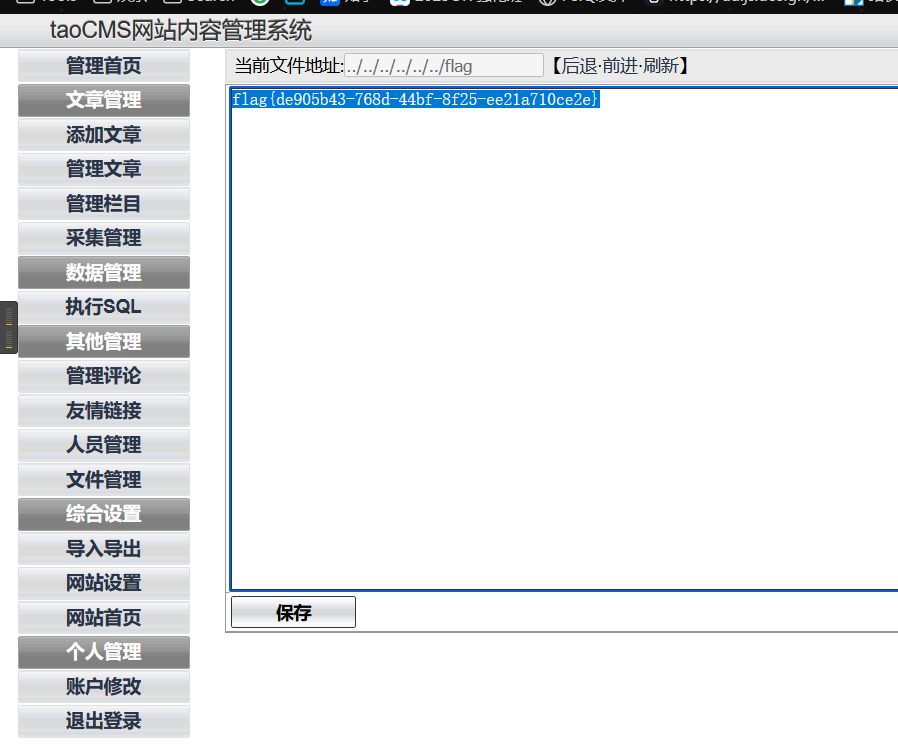 taoCMS网站内容管理系统
管理首页
文章管理
添加文章
管理文章
管理栏目
采集管理
数据管理
执行SQL
其他管理
管理评论
友情链接
人员管理
文件管理
综合设置
导入导出
网站设置
网站首页
个人管理
账户修改
退出登录
当前文件地址:../../../../../../flag 【后退·前进·刷新】
flag{de905b43-768d-44bf-8f25-ee21a710ce2e}
保存